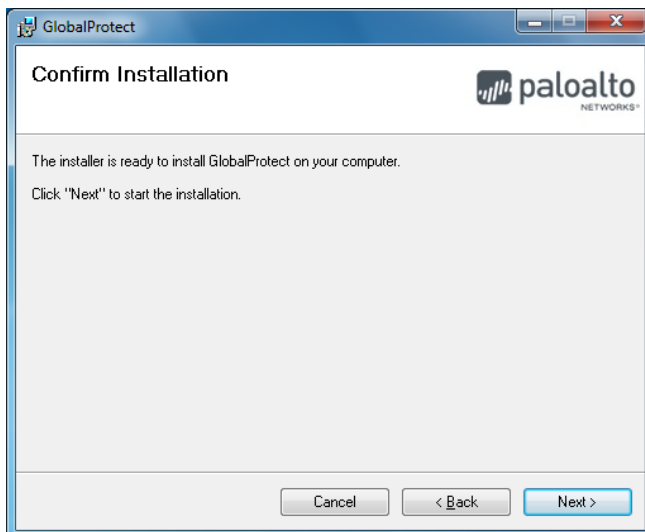 GlobalProtect
Confirm Installation
paloalto
NETWORKS®
The installer is ready to install GlobalProtect on your computer.
Click "Next" to start the installation.
Cancel
< Back
Next >